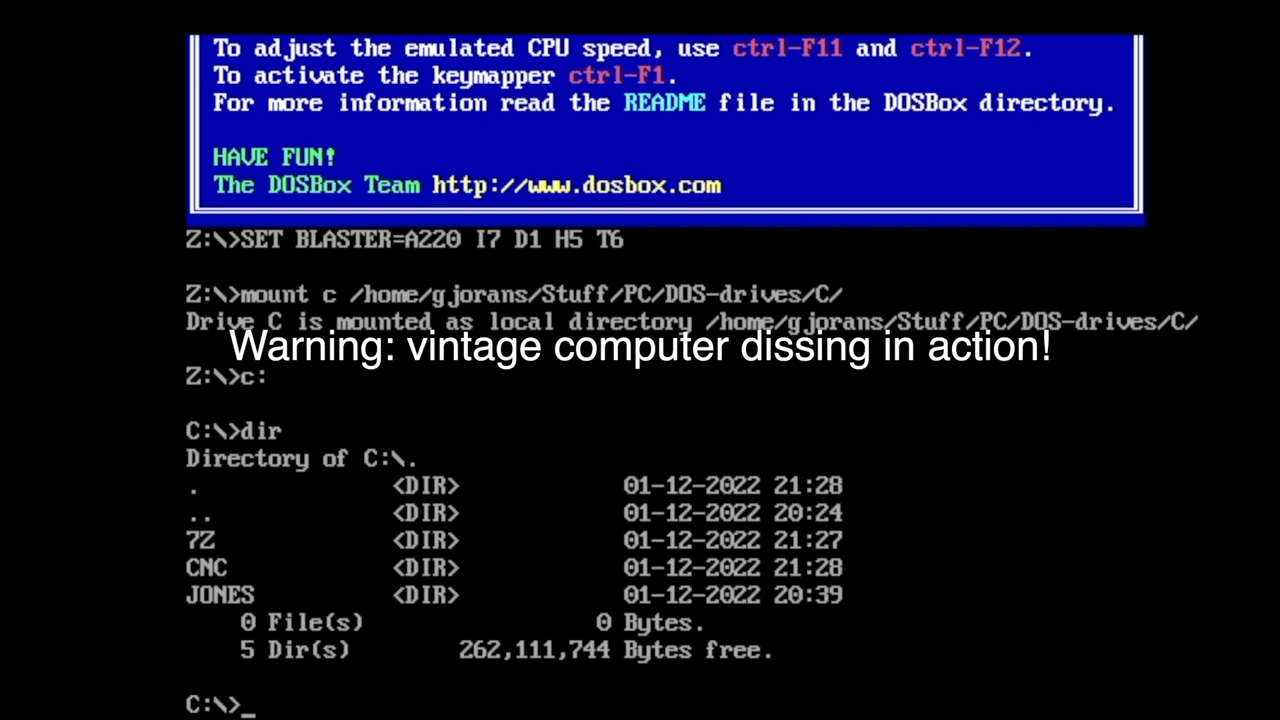 To adjust the emulated CPU speed, use ctrl-F11 and ctrl-F12.
To activate the keymapper ctrl-F1.
For more information read the README file in the DOSBox directory.
HAVE FUN!
The DOSBox Team http://www.dosbox.com
Z:\>SET BLASTER=A220 I7 D1 H5 T6
Z:\>mount c /home/gjorans/Stuff/PC/DOS-drives/C/
Drive C is mounted as local directory /home/gjorans/Stuff/PC/DOS-drives/C/
Warning: vintage computer dissing in action!
Z:\>c:
C:\>dir
Directory of C:\.
. <DIR> 01-12-2022 21:28
.. <DIR> 01-12-2022 20:24
7Z <DIR> 01-12-2022 21:27
CNC <DIR> 01-12-2022 21:28
JONES <DIR> 01-12-2022 20:39
0 File(s) 0 Bytes.
5 Dir(s) 262,111,744 Bytes free.
C:\>_